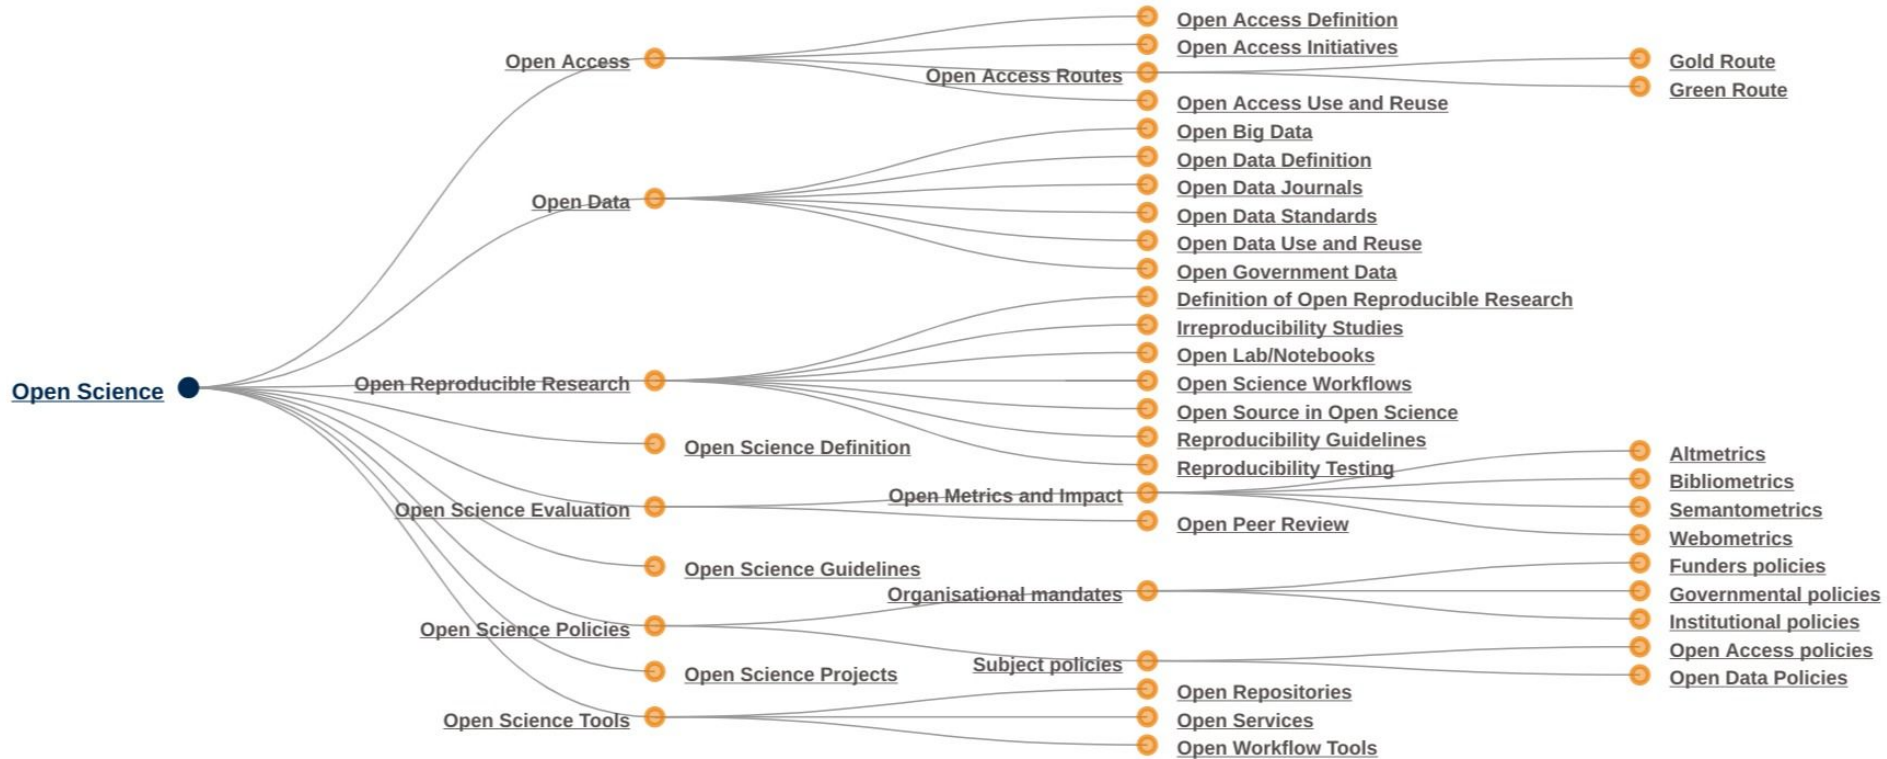 Open Science
Open Access
Open Access Definition
Open Access Initiatives
Open Access Routes
Gold Route
Green Route
Open Access Use and Reuse
Open Data
Open Big Data
Open Data Definition
Open Data Journals
Open Data Standards
Open Data Use and Reuse
Open Government Data
Open Reproducible Research
Definition of Open Reproducible Research
Irreproducibility Studies
Open Lab/Notebooks
Open Science Workflows
Open Source in Open Science
Reproducibility Guidelines
Reproducibility Testing
Open Science Definition
Open Science Evaluation
Open Metrics and Impact
Altmetrics
Bibliometrics
Semantometrics
Webometrics
Open Peer Review
Open Science Guidelines
Open Science Policies
Organisational mandates
Funders policies
Governmental policies
Institutional policies
Subject policies
Open Access policies
Open Data Policies
Open Science Projects
Open Science Tools
Open Repositories
Open Services
Open Workflow Tools